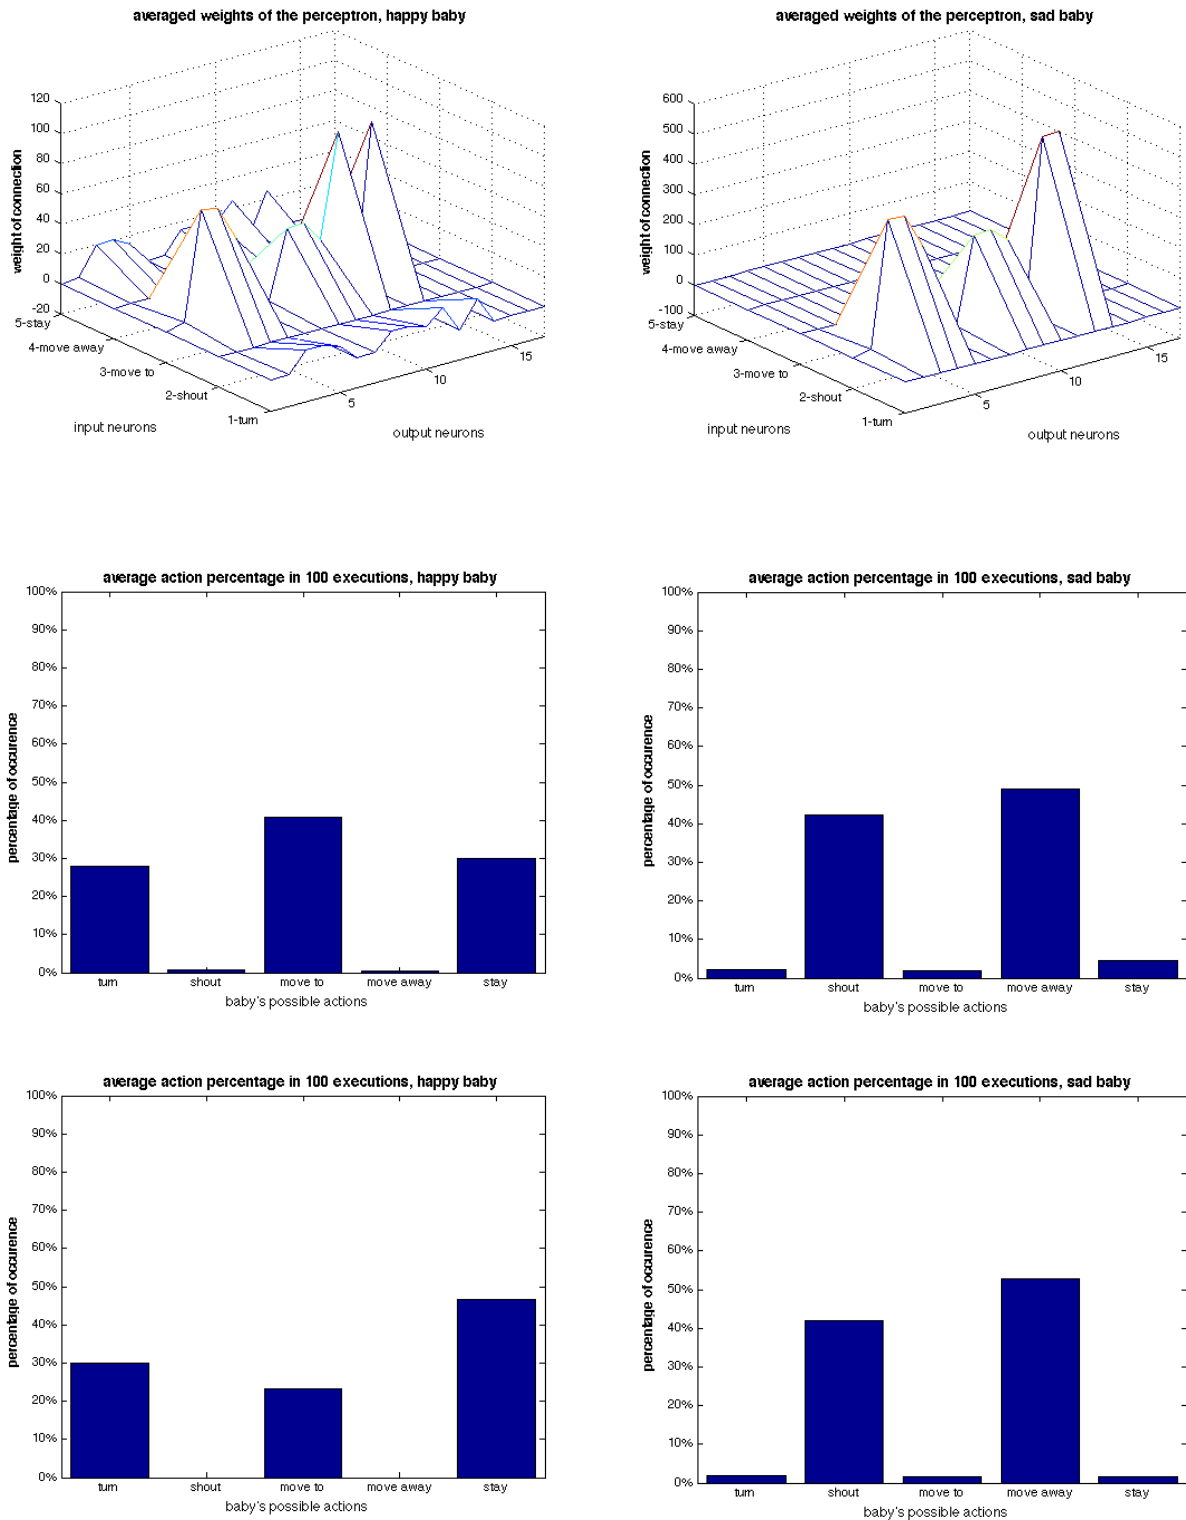 averaged weights of the perceptron, happy baby
120
100
80
60
40
20
0
-20
weight of connection
5-stay
4-move away
3-move to
2-shout
1-turn
input neurons
5
10
15
output neurons
averaged weights of the perceptron, sad baby
600
500
400
300
200
100
0
-100
weight of connection
5-stay
4-move away
3-move to
2-shout
1-turn
input neurons
5
10
15
output neurons
average action percentage in 100 executions, happy baby
100%
90%
80%
70%
60%
50%
40%
30%
20%
10%
0%
percentage of occurence
turn shout move to move away stay
baby's possible actions
average action percentage in 100 executions, sad baby
100%
90%
80%
70%
60%
50%
40%
30%
20%
10%
0%
percentage of occurence
turn shout move to move away stay
baby's possible actions
average action percentage in 100 executions, happy baby
100%
90%
80%
70%
60%
50%
40%
30%
20%
10%
0%
percentage of occurence
turn shout move to move away stay
baby's possible actions
average action percentage in 100 executions, sad baby
100%
90%
80%
70%
60%
50%
40%
30%
20%
10%
0%
percentage of occurence
turn shout move to move away stay
baby's possible actions